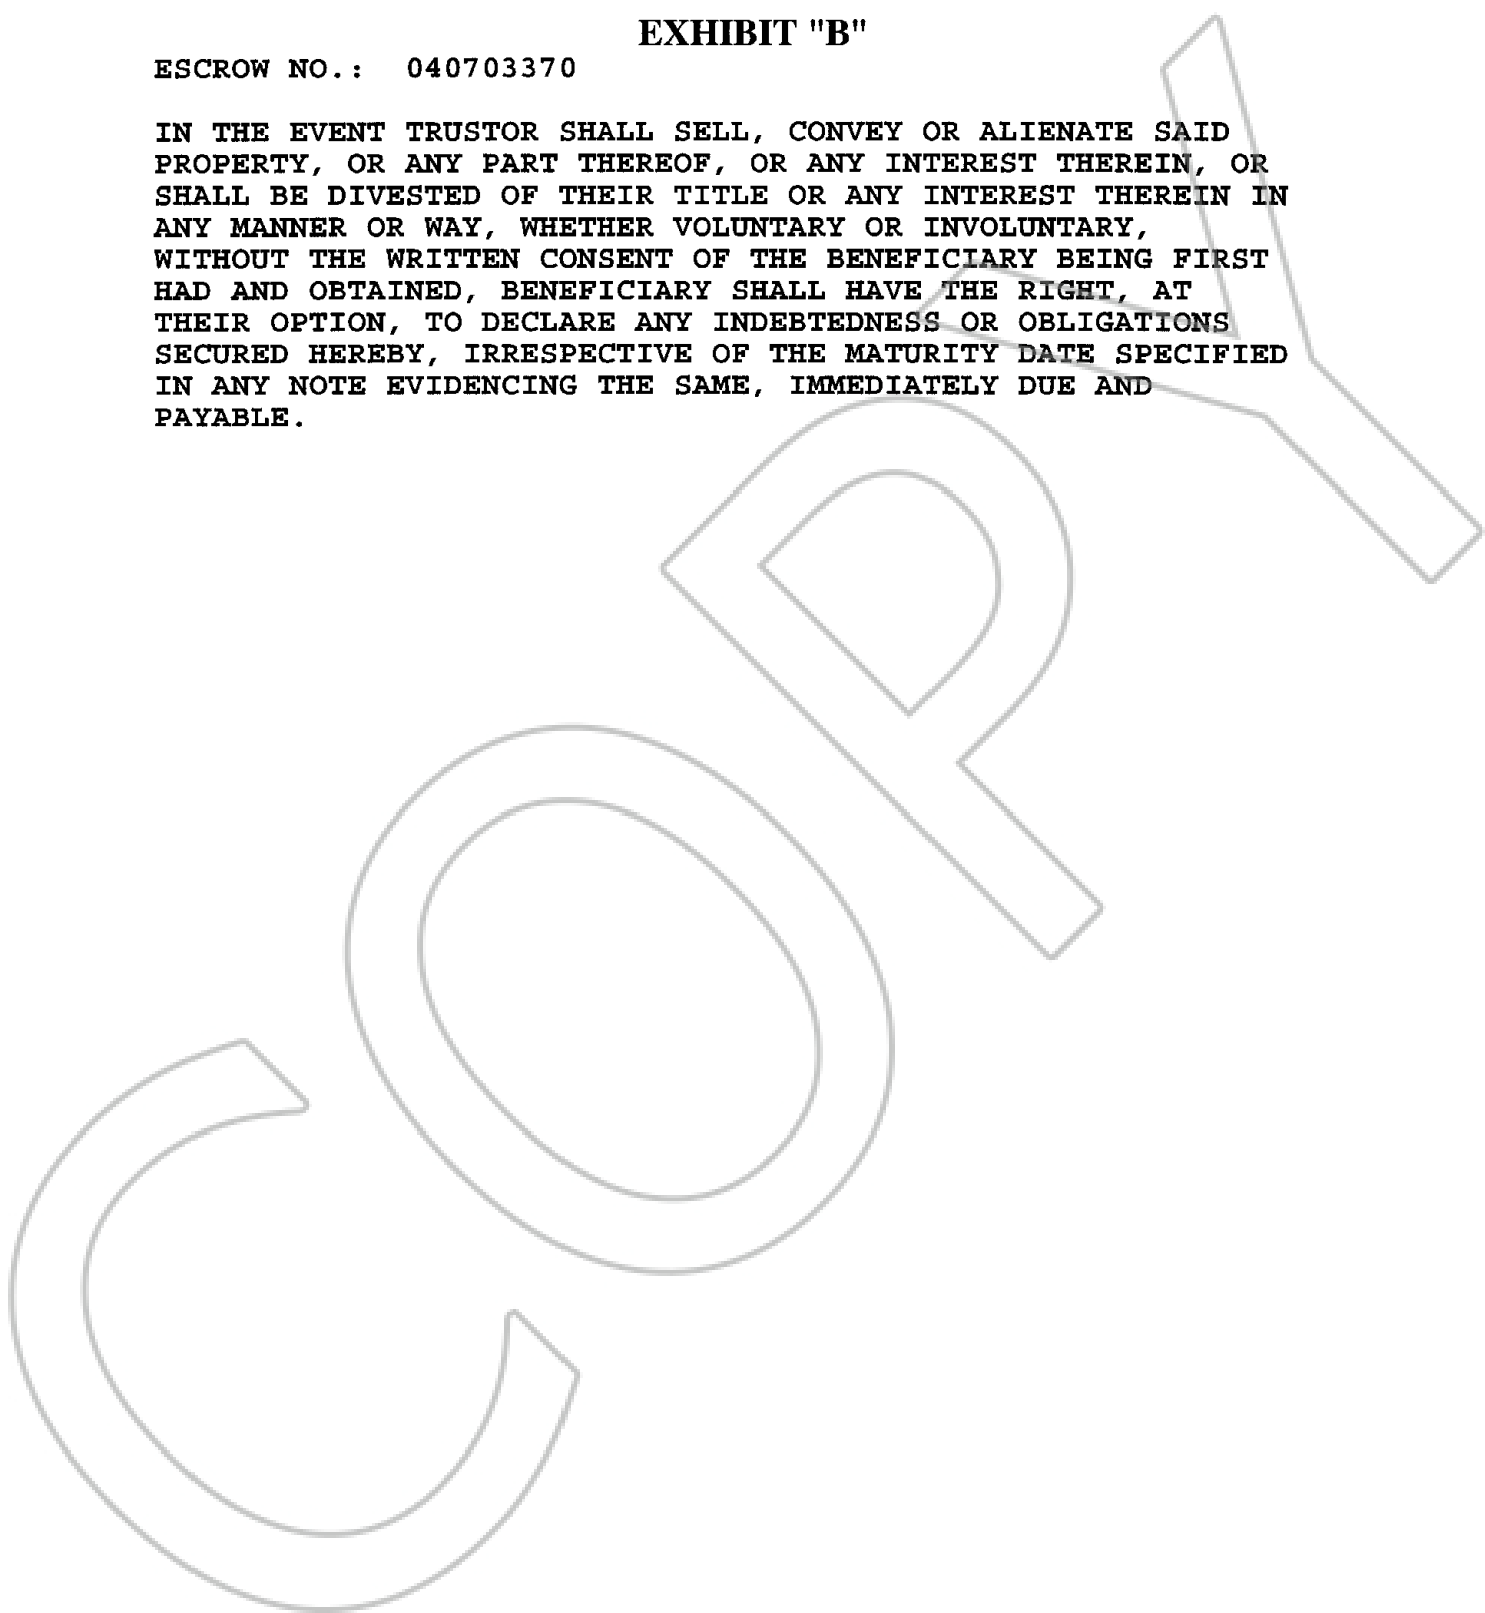 EXHIBIT "B"
ESCROW NO.: 040703370
IN THE EVENT TRUSTOR SHALL SELL, CONVEY OR ALIENATE SAID
PROPERTY, OR ANY PART THEREOF, OR ANY INTEREST THEREIN, OR
SHALL BE DIVESTED OF THEIR TITLE OR ANY INTEREST THEREIN IN
ANY MANNER OR WAY, WHETHER VOLUNTARY OR INVOLUNTARY,
WITHOUT THE WRITTEN CONSENT OF THE BENEFICIARY BEING FIRST
HAD AND OBTAINED, BENEFICIARY SHALL HAVE THE RIGHT, AT
THEIR OPTION, TO DECLARE ANY INDEBTEDNESS OR OBLIGATIONS
SECURED HEREBY, IRRESPECTIVE OF THE MATURITY DATE SPECIFIED
IN ANY NOTE EVIDENCING THE SAME, IMMEDIATELY DUE AND
PAYABLE.
COPY